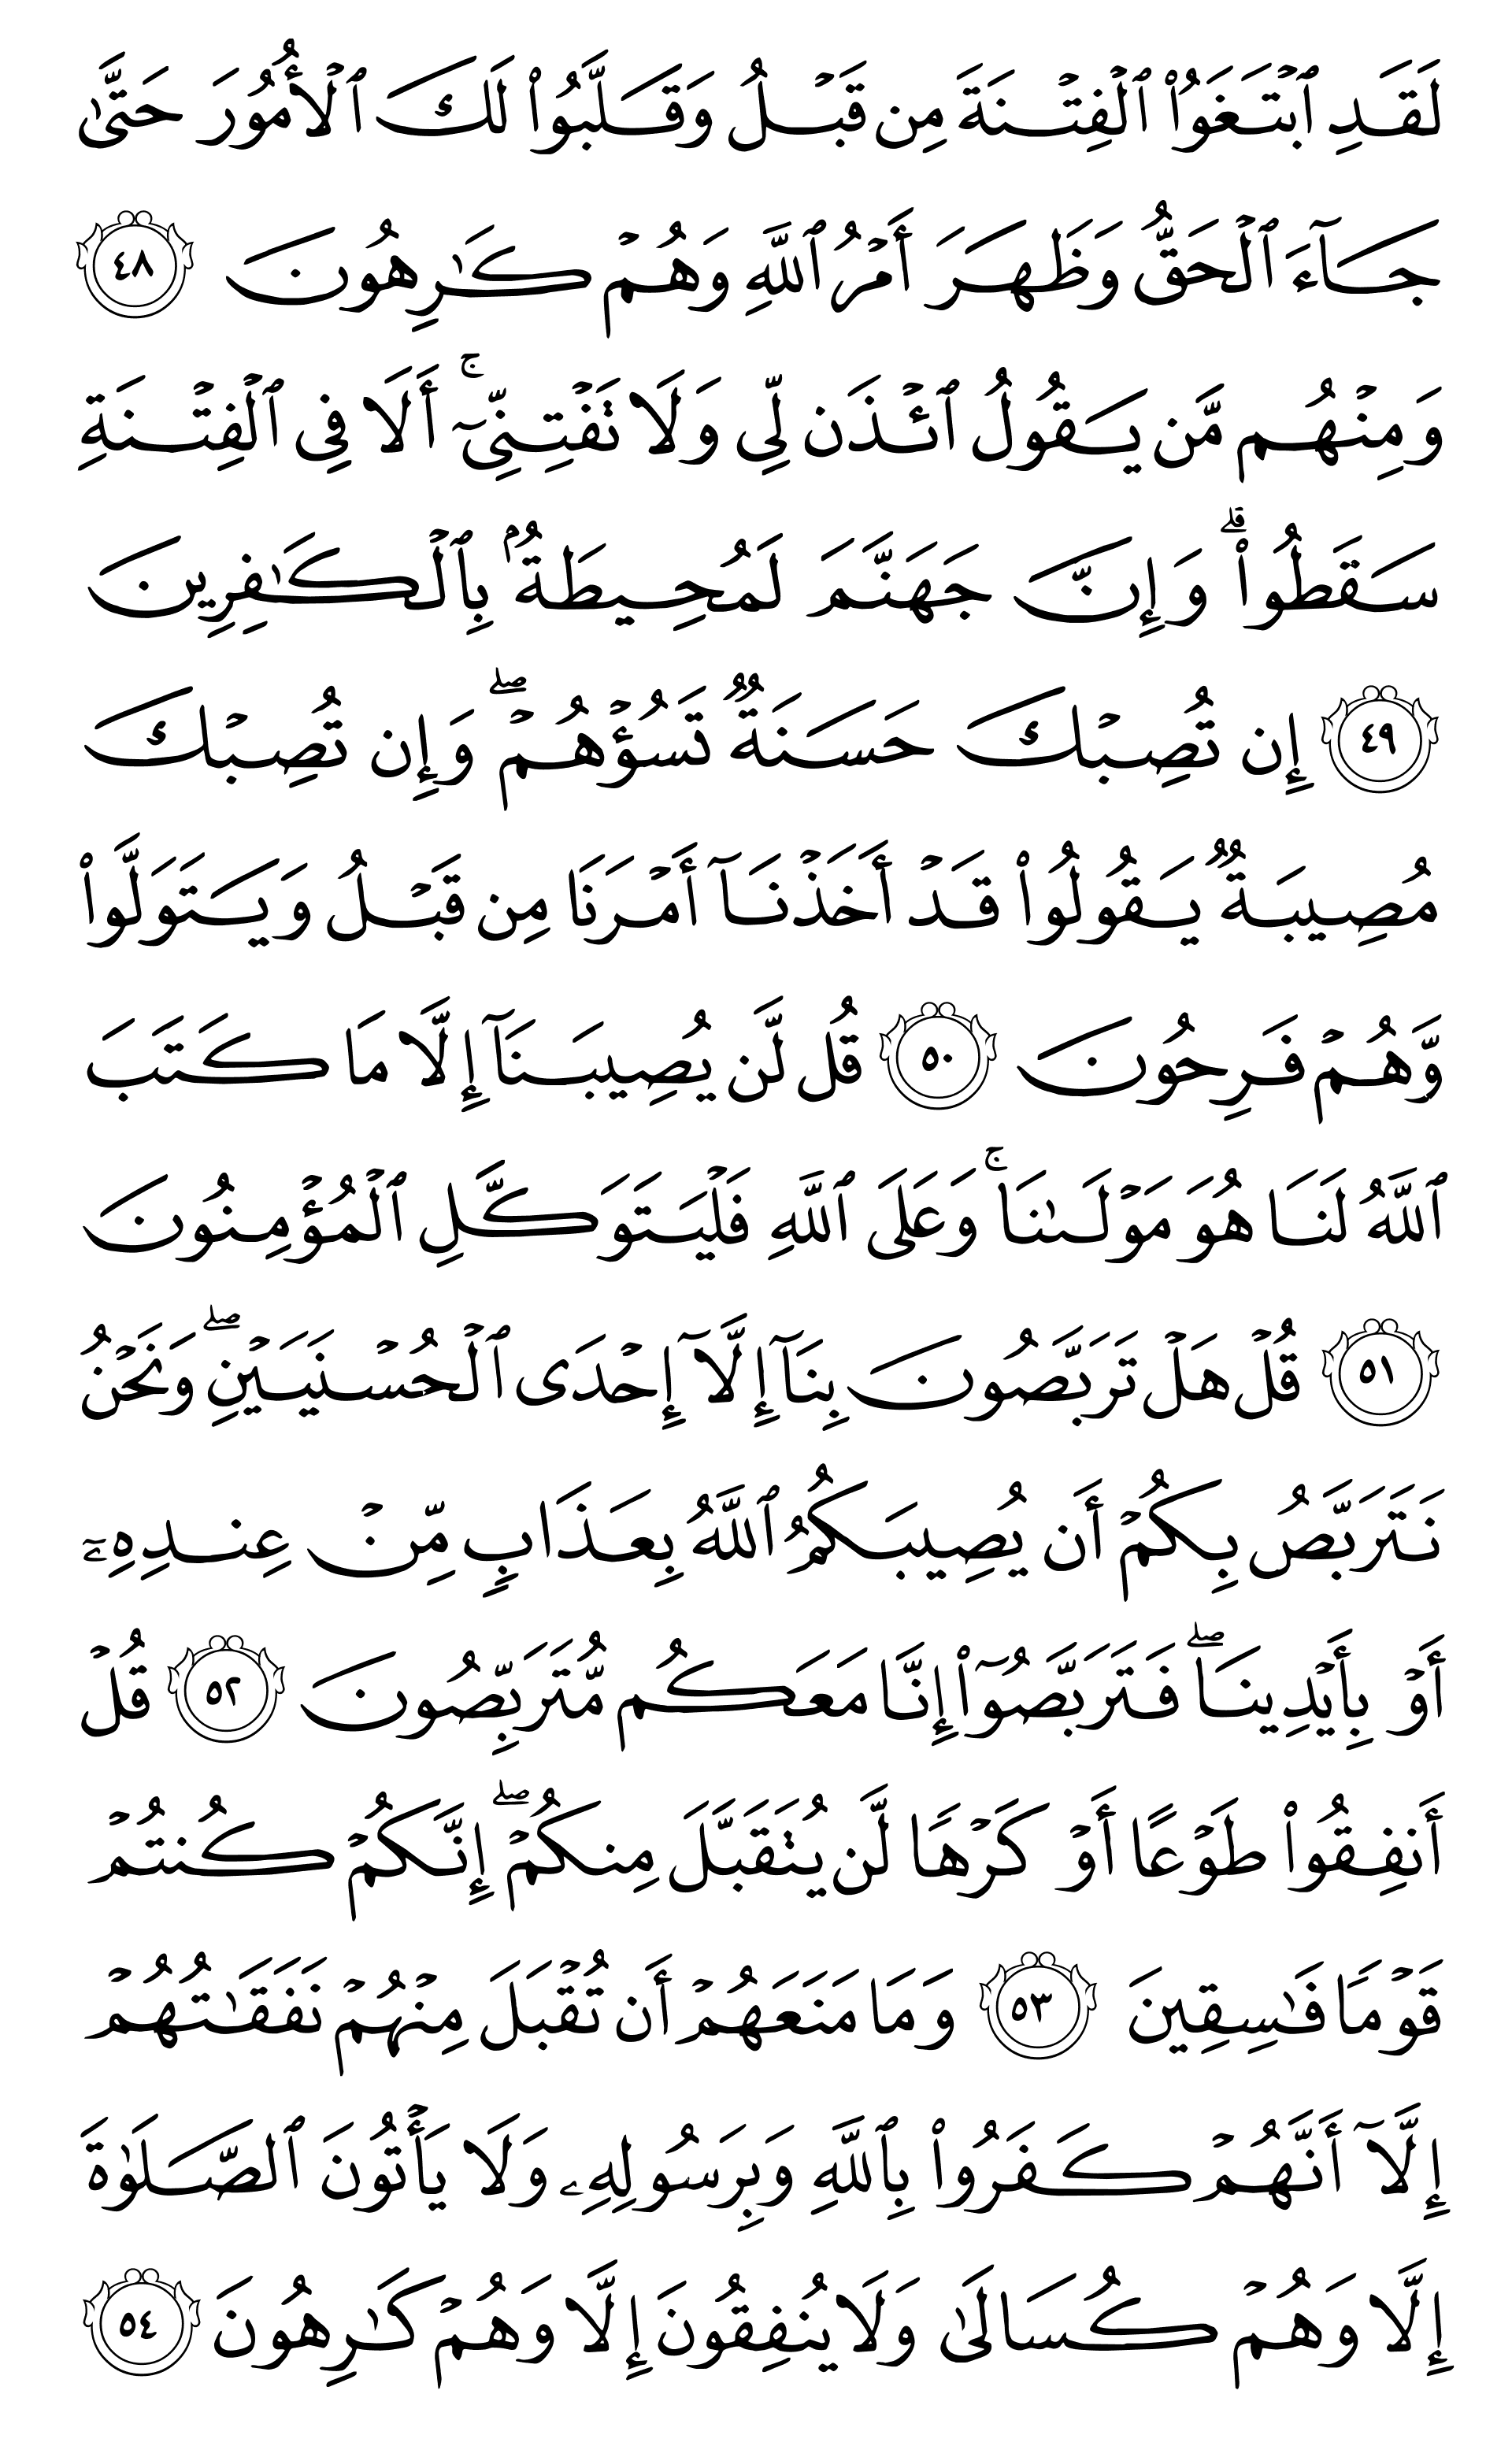 لَقَدِ ٱبۡتَغَوُاْ ٱلۡفِتۡنَةَ مِن قَبۡلُ وَقَلَّبُواْ لَكَ ٱلۡأُمُورَ حَتَّىٰ
جَآءَ ٱلۡحَقُّ وَظَهَرَ أَمۡرُ ٱللَّهِ وَهُمۡ كَٰرِهُونَ ٤٨
وَمِنۡهُم مَّن يَقُولُ ٱئۡذَن لِّي وَلَا تَفۡتِنِّيٓۚ أَلَا فِي ٱلۡفِتۡنَةِ
سَقَطُواْۗ وَإِنَّ جَهَنَّمَ لَمُحِيطَةُۢ بِٱلۡكَٰفِرِينَ
٤٩ إِن تُصِبۡكَ حَسَنَةٞ تَسُؤۡهُمۡۖ وَإِن تُصِبۡكَ
مُصِيبَةٞ يَقُولُواْ قَدۡ أَخَذۡنَآ أَمۡرَنَا مِن قَبۡلُ وَيَتَوَلَّواْ
وَّهُمۡ فَرِحُونَ ٥٠ قُل لَّن يُصِيبَنَآ إِلَّا مَا كَتَبَ
ٱللَّهُ لَنَا هُوَ مَوۡلَىٰنَاۚ وَعَلَى ٱللَّهِ فَلۡيَتَوَكَّلِ ٱلۡمُؤۡمِنُونَ
٥١ قُلۡ هَلۡ تَرَبَّصُونَ بِنَآ إِلَّآ إِحۡدَى ٱلۡحُسۡنَيَيۡنِۖ وَنَحۡنُ
نَتَرَبَّصُ بِكُمۡ أَن يُصِيبَكُمُ ٱللَّهُ بِعَذَابٖ مِّنۡ عِندِهِۦٓ
أَوۡ بِأَيۡدِينَاۖ فَتَرَبَّصُوٓاْ إِنَّا مَعَكُم مُّتَرَبِّصُونَ ٥٢ قُلۡ
أَنفِقُواْ طَوۡعًا أَوۡ كَرۡهٗا لَّن يُتَقَبَّلَ مِنكُمۡۖ إِنَّكُمۡ كُنتُمۡ
قَوۡمٗا فَٰسِقِينَ ٥٣ وَمَا مَنَعَهُمۡ أَن تُقۡبَلَ مِنۡهُمۡ نَفَقَٰتُهُمۡ
إِلَّآ أَنَّهُمۡ كَفَرُواْ بِٱللَّهِ وَبِرَسُولِهِۦ وَلَا يَأۡتُونَ ٱلصَّلَوٰةَ
إِلَّا وَهُمۡ كُسَالَىٰ وَلَا يُنفِقُونَ إِلَّا وَهُمۡ كَٰرِهُونَ ٥٤